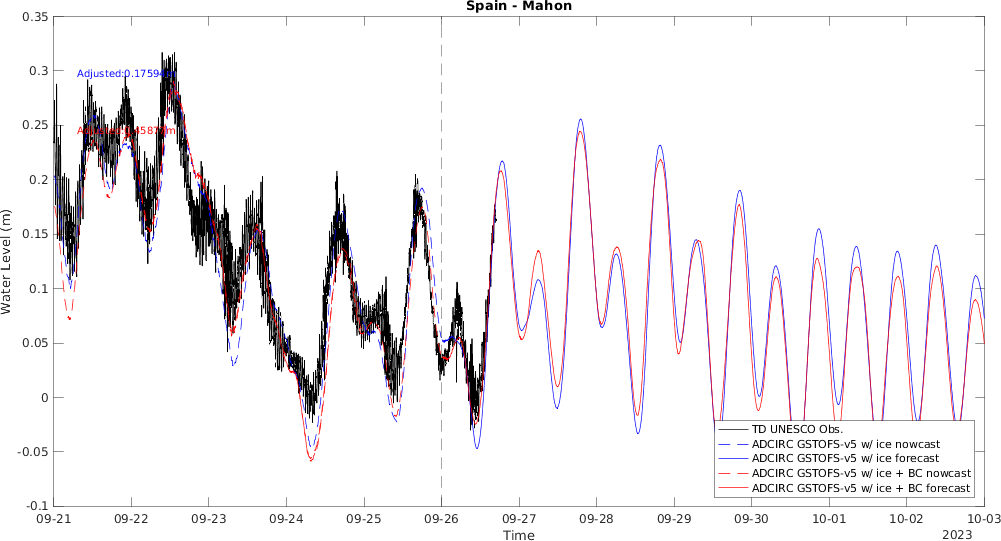 Spain - Mahon
0.35
0.3
0.25
0.2
0.15
0.1
0.05
0
-0.05
-0.1
Water Level (m)
Adjusted:0.17594m
09-21
09-22
09-23
09-24
09-25
09-26
09-27
09-28
09-29
09-30
10-01
10-02
10-03
Time
2023
TD UNESCO Obs.
ADCIRC GSTOFS-v5 w/ ice nowcast
ADCIRC GSTOFS-v5 w/ ice forecast
ADCIRC GSTOFS-v5 w/ ice + BC nowcast
ADCIRC GSTOFS-v5 w/ ice + BC forecast